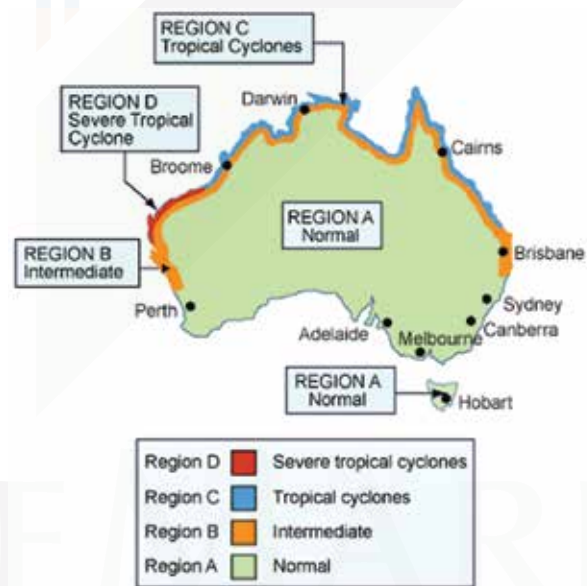 REGION C
Tropical Cyclones
Darwin
REGION D
Severe Tropical
Cyclone
Broome
Cairns
REGION A
Normal
REGION B
Intermediate
Brisbane
Perth
Sydney
Adelaide
Canberra
Melbourne
REGION A
Normal
Hobart
Region D Severe tropical cyclones
Region C Tropical cyclones
Region B Intermediate
Region A Normal